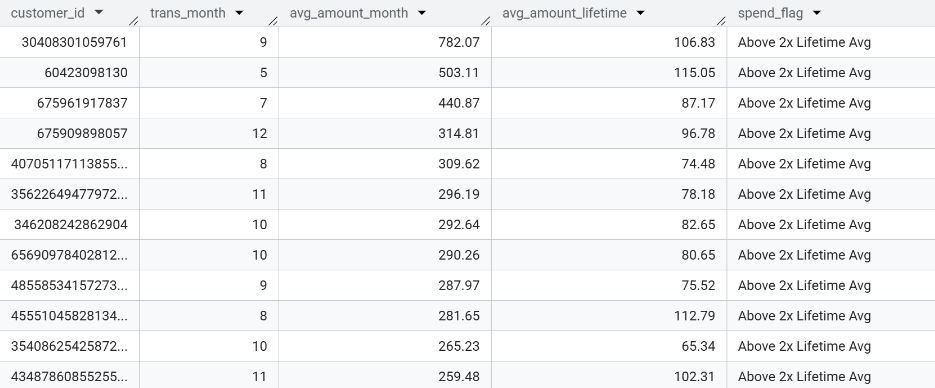 customer_id trans_month avg_amount_month avg_amount_lifetime spend_flag
30408301059761 9 782.07 106.83 Above 2x Lifetime Avg
60423098130 5 503.11 115.05 Above 2x Lifetime Avg
675961917837 7 440.87 87.17 Above 2x Lifetime Avg
675909898057 12 314.81 96.78 Above 2x Lifetime Avg
40705117113855... 8 309.62 74.48 Above 2x Lifetime Avg
35622649477972... 11 296.19 78.18 Above 2x Lifetime Avg
346208242862904 10 292.64 82.65 Above 2x Lifetime Avg
65690978402812... 10 290.26 80.65 Above 2x Lifetime Avg
48558534157273... 9 287.97 75.52 Above 2x Lifetime Avg
45551045828134... 8 281.65 112.79 Above 2x Lifetime Avg
35408625425872... 10 265.23 65.34 Above 2x Lifetime Avg
43487860855255... 11 259.48 102.31 Above 2x Lifetime Avg